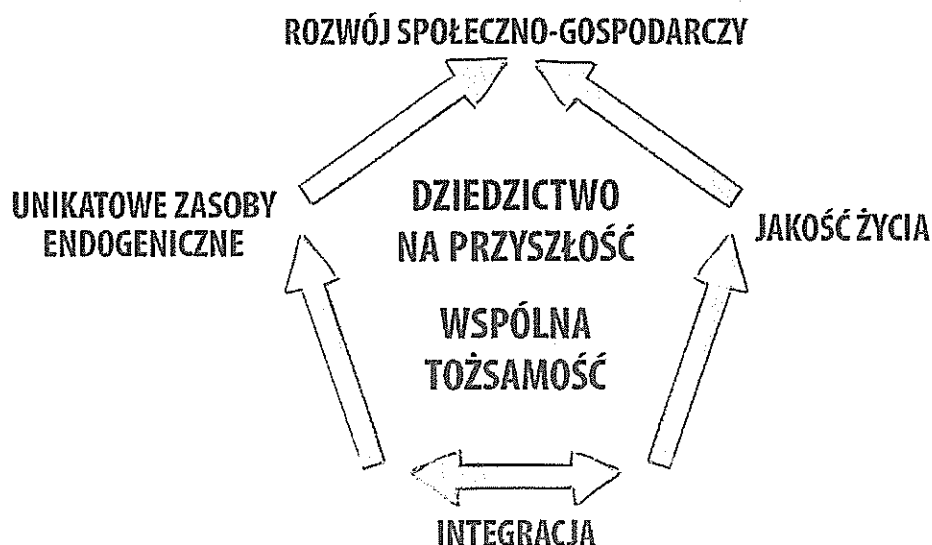 ROZWÓJ SPOŁECZNO-GOSPODARCZY
UNIKATOWE ZASOBY
ENDOGENICZNE
DZIEDZICTWO
NA PRZYSZŁOŚĆ
WSPÓLNA
TOŻSAMOŚĆ
JAKOŚĆ ŻYCIA
INTEGRACJA